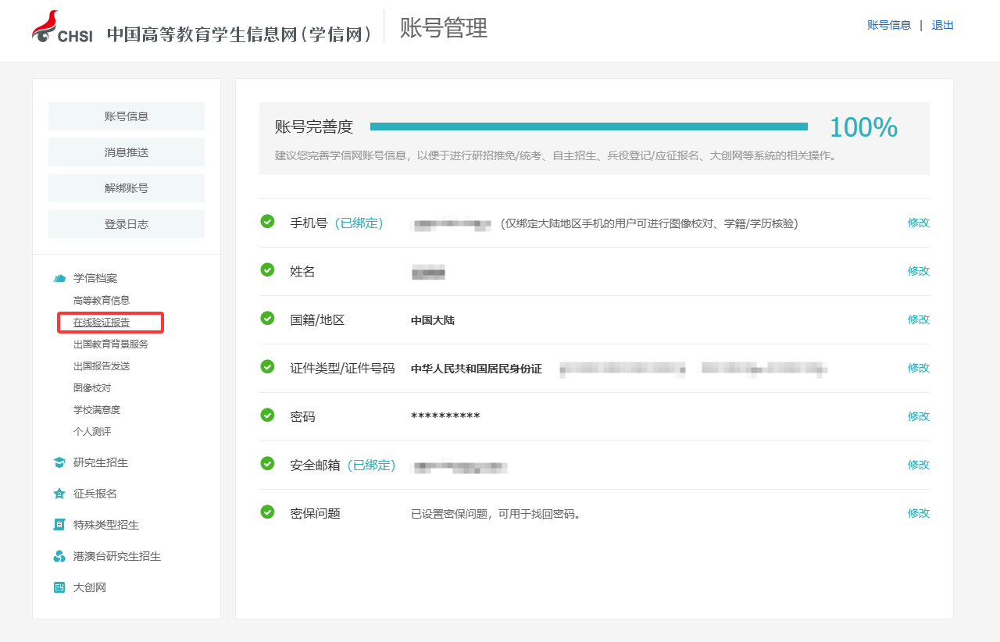 CHSI 中国高等教育学生信息网(学信网) 账号管理
账号信息 | 退出
账号信息
消息推送
解绑账号
登录日志
学信档案
高等教育信息
在线验证报告
出国教育背景服务
出国报告发送
图像校对
学校满意度
个人测评
研究生招生
征兵报名
特殊类型招生
港澳台研究生招生
大创网
账号完善度 100%
建议您完善学信网账号信息，以便于进行研招推免/统考、自主招生、兵役登记/应征报名、大创网等系统的相关操作。
手机号（已绑定） （仅绑定大陆地区手机的用户可进行图像校对、学籍/学历核验） 修改
姓名 修改
国籍/地区 中国大陆 修改
证件类型/证件号码 中华人民共和国居民身份证 修改
密码 ********** 修改
安全邮箱（已绑定） 修改
密保问题 已设置密保问题，可用于找回密码。 修改